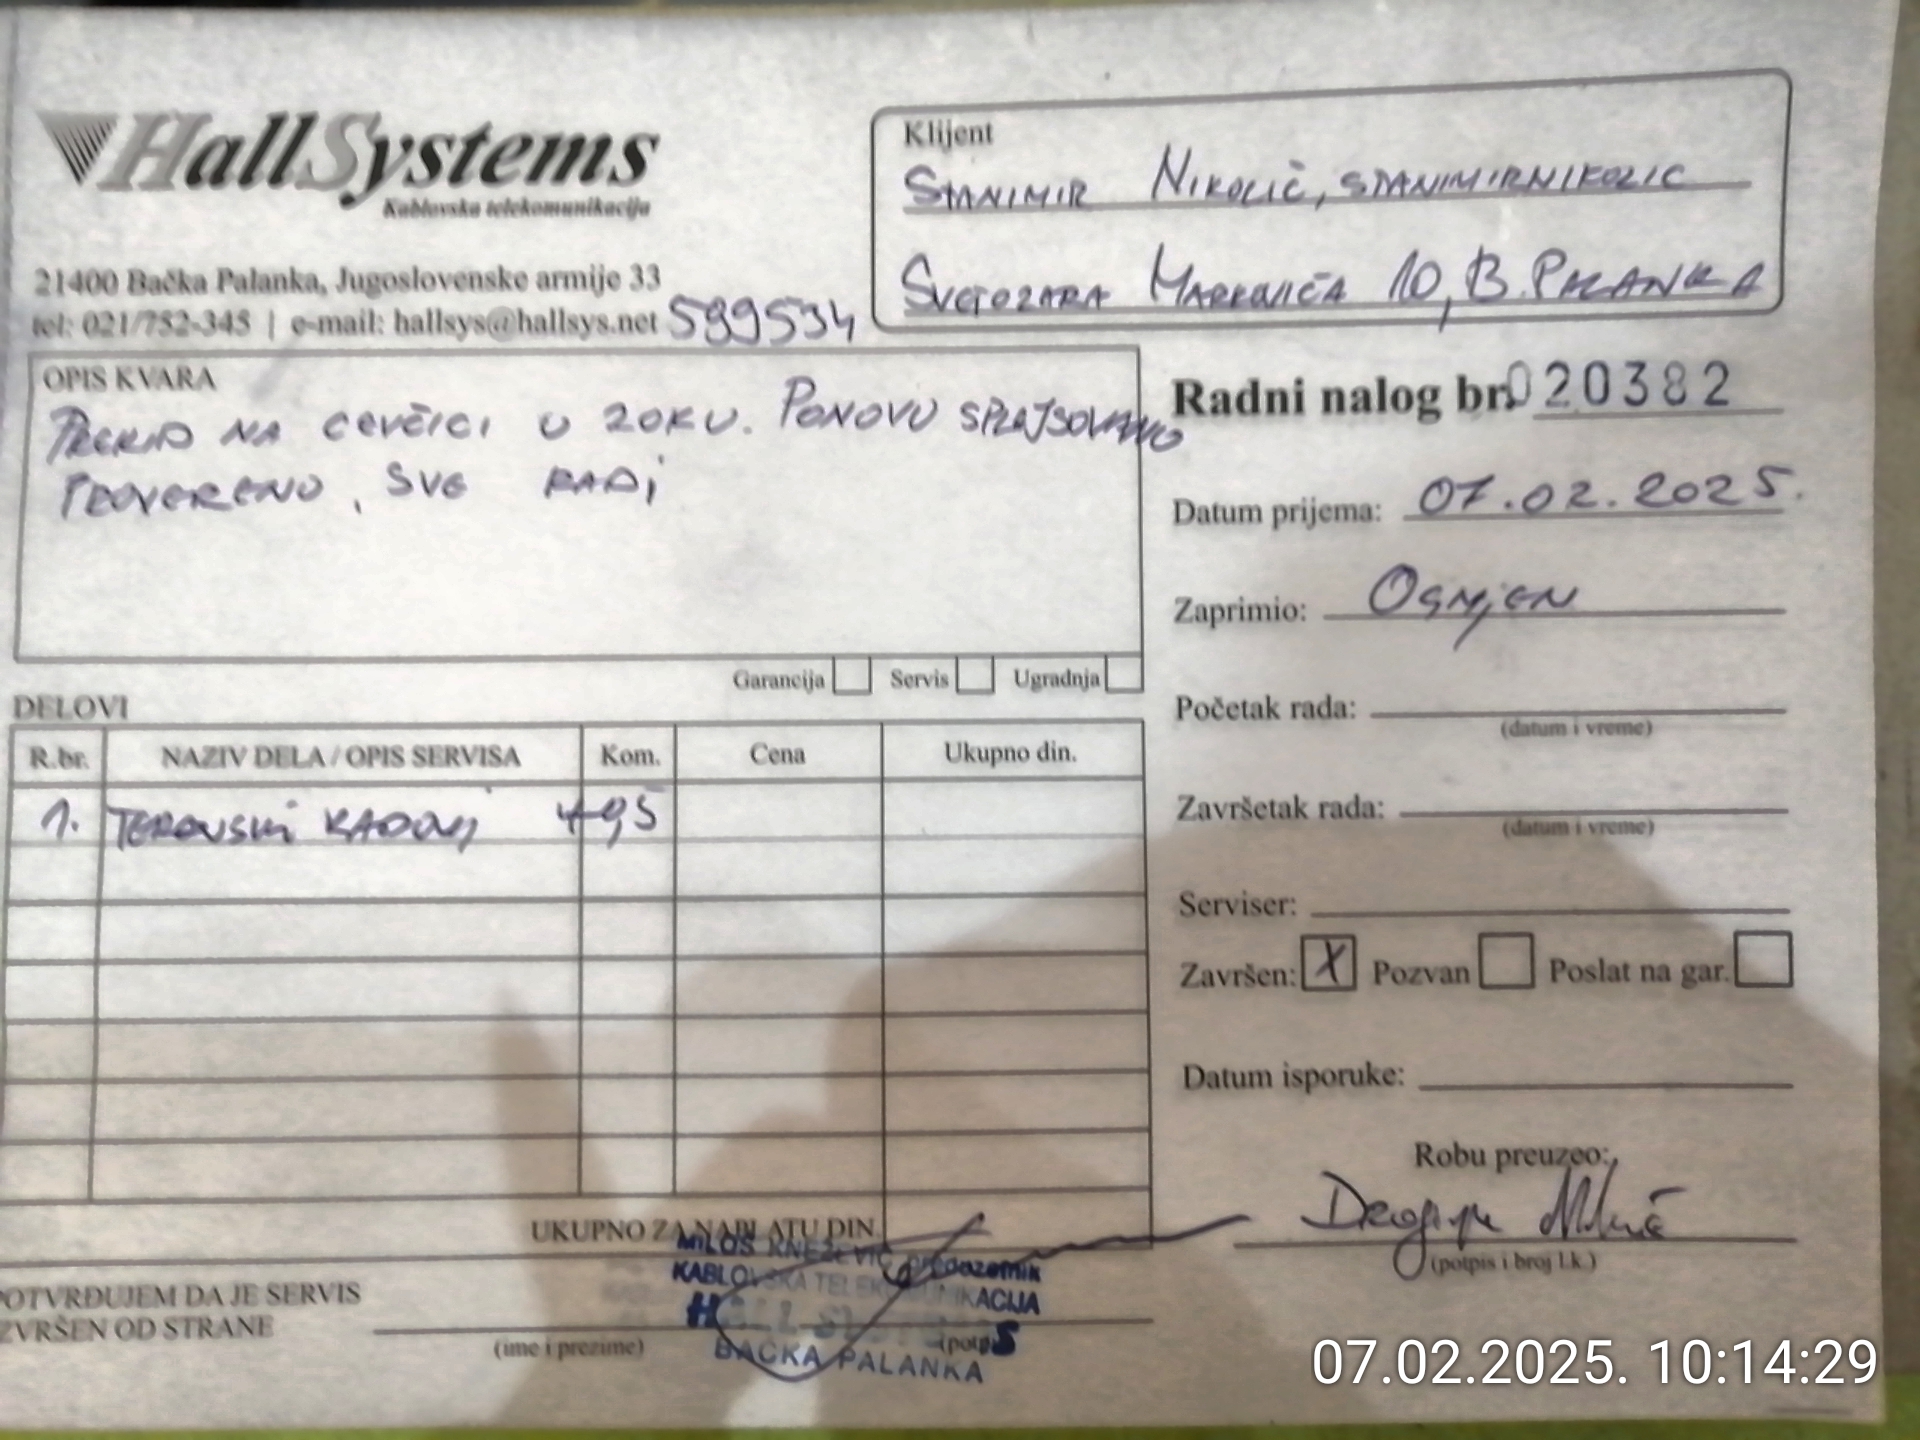 HallSystems
Kablovska telekomunikacija
21400 Bačka Palanka, Jugoslovenske armije 33
tel: 021/752-345 | e-mail: hallsys@hallsys.net 599534
Klijent
STANIMIR NIKOLIĆ, STANIMIRNIKOLIC
SVETOZARA MARKOVIĆA 10, B. PALANKA
OPIS KVARA
PREKID NA CEVČICI U ZOKU. PONOVO SPLAJSOVANO
PROVERENO, SVE RADI
Garancija Servis Ugradnja
Radni nalog br. 020382
Datum prijema: 07.02.2025.
Zaprimio: OGNJEN
Početak rada:
(datum i vreme)
Završetak rada:
(datum i vreme)
Serviser:
Završen: X Pozvan Poslat na gar.
Datum isporuke:
Robu preuzeo:
(potpis i broj l.k.)
DELOVI
R.br. NAZIV DELA / OPIS SERVISA Kom. Cena Ukupno din.
1. TERENSKI RADOVI
UKUPNO ZA NAPLATU DIN.
MILOŠ KNEŽEVIĆ preduzetnik
KABLOVSKA TELEKOMUNIKACIJA
HALL SYSTEMS
BAČKA PALANKA
POTVRĐUJEM DA JE SERVIS
IZVRŠEN OD STRANE
(ime i prezime)
07.02.2025. 10:14:29